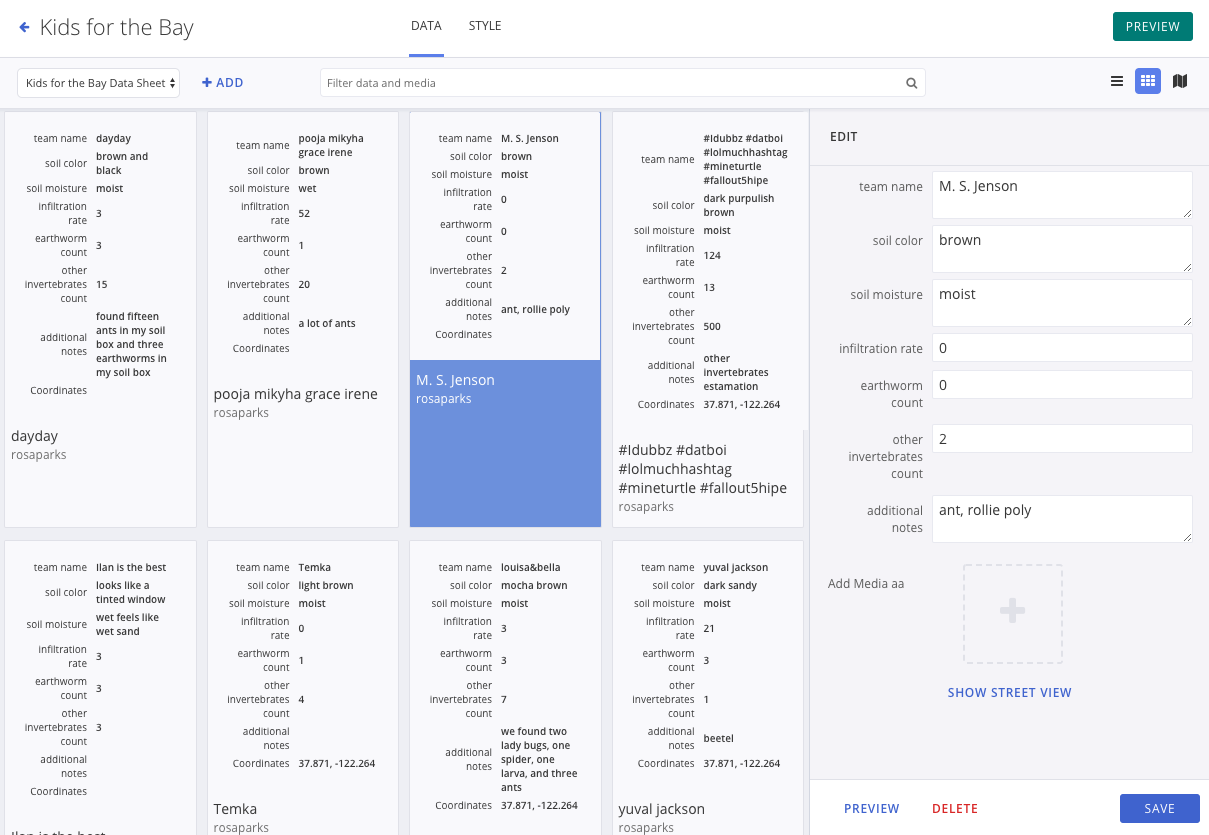 Kids for the Bay
DATA
STYLE
PREVIEW
Kids for the Bay Data Sheet
ADD
Filter data and media
team name dayday
soil color brown and
black
soil moisture moist
infiltration
rate 3
earthworm
count 3
other
invertebrates
count 15
additional
notes found fifteen
ants in my soil
box and three
earthworms in
my soil box
Coordinates
dayday
rosaparks
team name pooja mikyha
grace irene
soil color brown
soil moisture wet
infiltration
rate 52
earthworm
count 1
other
invertebrates
count 20
additional
notes a lot of ants
Coordinates
pooja mikyha grace irene
rosaparks
team name M. S. Jenson
soil color brown
soil moisture moist
infiltration
rate 0
earthworm
count 0
other
invertebrates
count 2
additional
notes ant, rollie poly
Coordinates
M. S. Jenson
rosaparks
team name #Idubbz #datboi
#lolmuchhashtag
#mineturtle
#fallout5hipe
soil color dark purpulish
brown
soil moisture moist
infiltration
rate 124
earthworm
count 13
other
invertebrates
count 500
additional
notes other
invertebrates
estamation
Coordinates 37.871, -122.264
#Idubbz #datboi
#lolmuchhashtag
#mineturtle #fallout5hipe
rosaparks
team name Ilan is the best
soil color looks like a
tinted window
soil moisture wet feels like
wet sand
infiltration
rate 3
earthworm
count 3
other
invertebrates
count 3
additional
notes
Coordinates
Ilan is the best
team name Temka
soil color light brown
soil moisture moist
infiltration
rate 0
earthworm
count 1
other
invertebrates
count 4
additional
notes
Coordinates 37.871, -122.264
Temka
rosaparks
team name louisa&bella
soil color mocha brown
soil moisture moist
infiltration
rate 3
earthworm
count 3
other
invertebrates
count 7
additional
notes we found two
lady bugs, one
spider, one
larva, and three
ants
Coordinates 37.871, -122.264
team name yuval jackson
soil color dark sandy
soil moisture moist
infiltration
rate 21
earthworm
count 3
other
invertebrates
count 1
additional
notes beetel
Coordinates 37.871, -122.264
yuval jackson
rosaparks
EDIT
team name M. S. Jenson
soil color brown
soil moisture moist
infiltration rate 0
earthworm
count 0
other
invertebrates
count 2
additional
notes ant, rollie poly
Add Media aa
SHOW STREET VIEW
PREVIEW
DELETE
SAVE